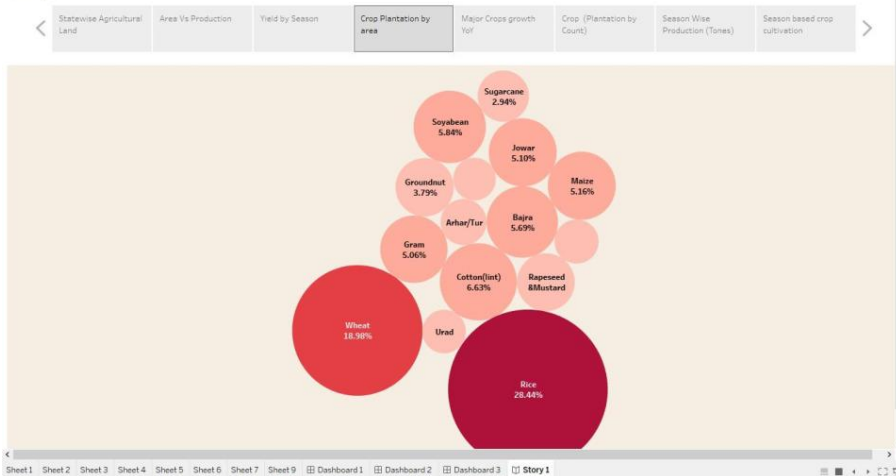 Statewise Agricultural
Land
Area Vs Production
Yield by Season
Crop Plantation by
area
Major Crops growth
YoY
Crop (Plantation by
Count)
Season Wise
Production (Tones)
Season based crop
cultivation
Sugarcane
2.94%
Soyabean
5.84%
Jowar
5.10%
Maize
5.16%
Groundnut
3.79%
Arhar/Tur
Bajra
5.69%
Gram
5.06%
Cotton(lint)
6.63%
Rapeseed
&Mustard
Wheat
18.98%
Urad
Rice
28.44%
Sheet 1 Sheet 2 Sheet 3 Sheet 4 Sheet 5 Sheet 6 Sheet 7 Sheet 9 Dashboard 1 Dashboard 2 Dashboard 3 Story 1